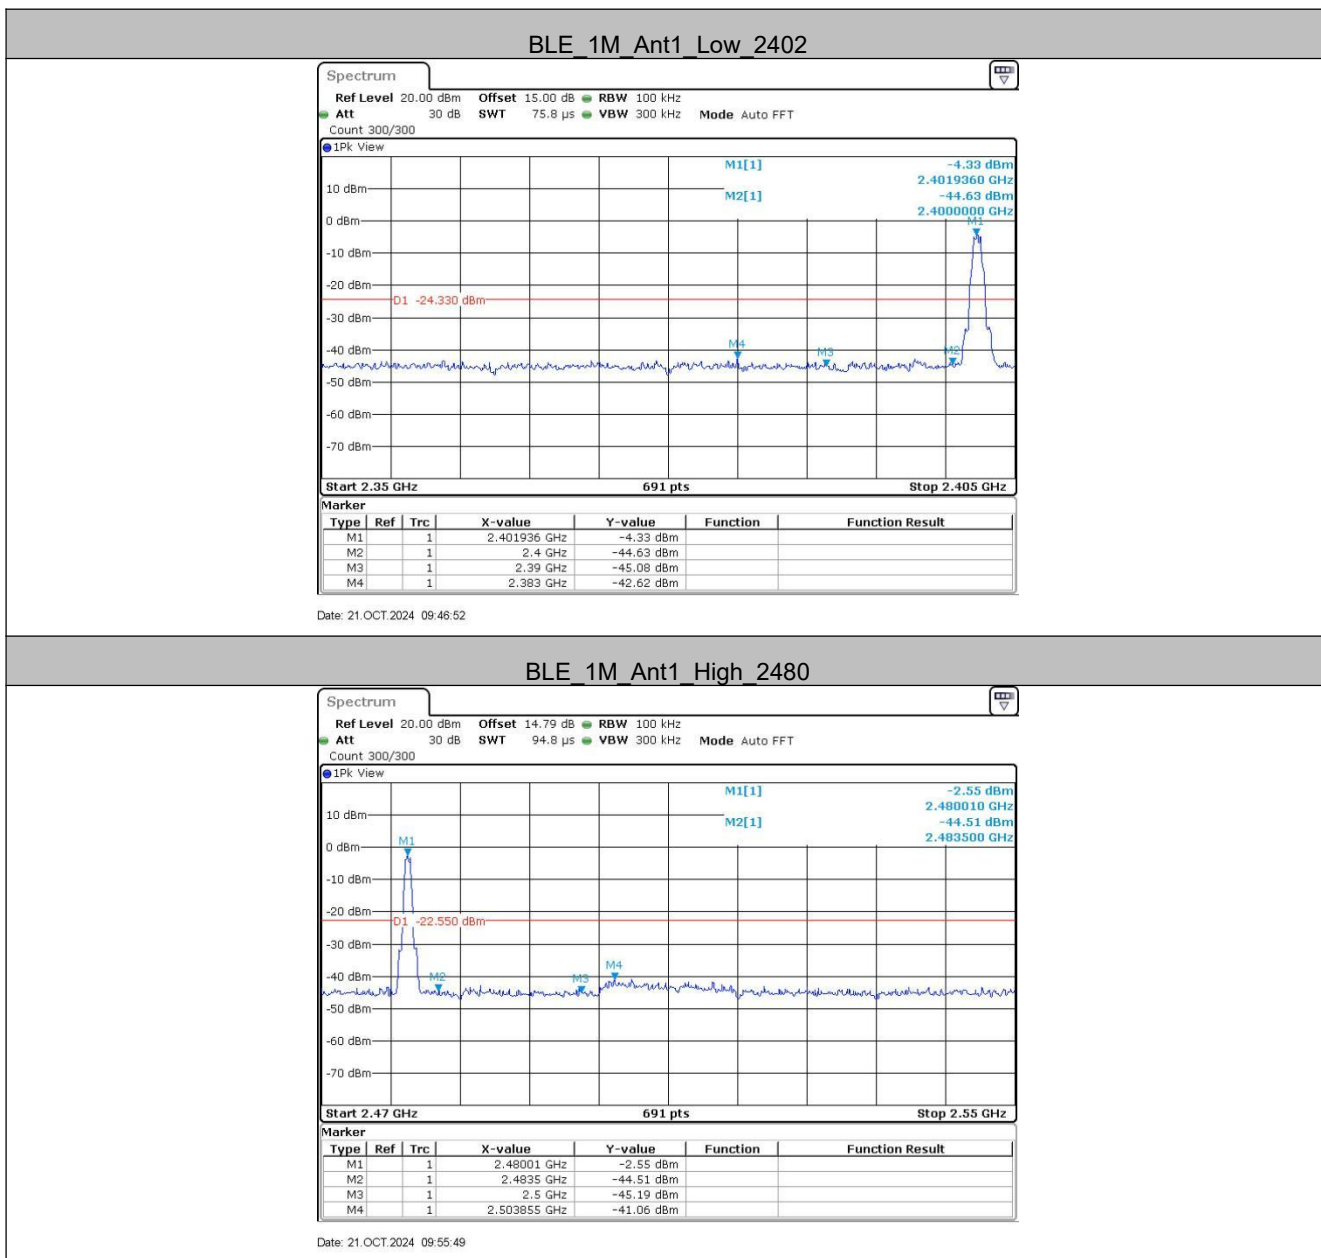 BLE_1M_Ant1_Low_2402
Spectrum
Ref Level 20.00 dBm Offset 15.00 dB RBW 100 kHz
Att 30 dB SWT 75.8 µs VBW 300 kHz Mode Auto FFT
Count 300/300
1Pk View
M1[1] -4.33 dBm
2.4019360 GHz
M2[1] -44.63 dBm
2.4000000 GHz
10 dBm
0 dBm
M1
-10 dBm
-20 dBm
D1 -24.330 dBm
-30 dBm
-40 dBm
M4 M3 M2
-50 dBm
-60 dBm
-70 dBm
Start 2.35 GHz 691 pts Stop 2.405 GHz
Marker
Type Ref Trc X-value Y-value Function Function Result
M1 1 2.401936 GHz -4.33 dBm
M2 1 2.4 GHz -44.63 dBm
M3 1 2.39 GHz -45.08 dBm
M4 1 2.383 GHz -42.62 dBm
Date: 21.OCT.2024 09:46:52
BLE_1M_Ant1_High_2480
Spectrum
Ref Level 20.00 dBm Offset 14.79 dB RBW 100 kHz
Att 30 dB SWT 94.8 µs VBW 300 kHz Mode Auto FFT
Count 300/300
1Pk View
M1[1] -2.55 dBm
2.480010 GHz
M2[1] -44.51 dBm
2.483500 GHz
10 dBm
0 dBm
M1
-10 dBm
-20 dBm
D1 -22.550 dBm
-30 dBm
M4
-40 dBm
M2 M3
-50 dBm
-60 dBm
-70 dBm
Start 2.47 GHz 691 pts Stop 2.55 GHz
Marker
Type Ref Trc X-value Y-value Function Function Result
M1 1 2.48001 GHz -2.55 dBm
M2 1 2.4835 GHz -44.51 dBm
M3 1 2.5 GHz -45.19 dBm
M4 1 2.503855 GHz -41.06 dBm
Date: 21.OCT.2024 09:55:49